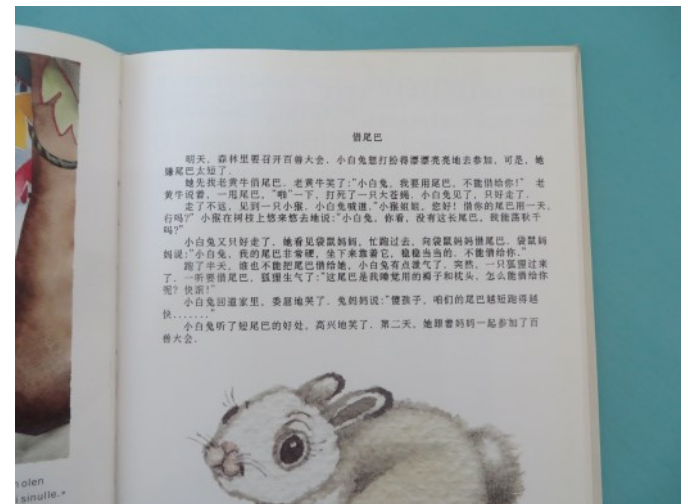 借尾巴
明天，森林里要召开百兽大会，小白兔想打扮得漂漂亮亮地去参加，可是，她
嫌尾巴太短了．
她先找老黄牛借尾巴．老黄牛笑了：“小白兔，我要用尾巴，不能借给你！” 老
黄牛说着，一甩尾巴，“啪”一下，打死了一只大苍蝇．小白兔见了，只好走了．
走了不远，见到一只小猴，小白兔喊道．“小猴姐姐，您好！借你的尾巴用一天，
行吗？” 小猴在树枝上悠来悠去地说：“小白兔，你看，没有这长尾巴，我能荡秋千
吗？”
小白兔又只好走了，她看见袋鼠妈妈，忙跑过去，向袋鼠妈妈借尾巴．袋鼠妈
妈说：“小白兔，我的尾巴非常硬，坐下来靠着它，稳稳当当的．不能借给你．”
跑了半天，谁也不能把尾巴借给她，小白兔有点泄气了．突然，一只狐狸过来
了．一听要借尾巴，狐狸生气了：“这尾巴是我睡觉用的褥子和枕头，怎么能借给你
呢？快滚！”
小白兔回道家里，委屈地哭了．兔妈妈说：“傻孩子，咱们的尾巴越短跑得越
快.......”
小白兔听了短尾巴的好处，高兴地笑了．第二天，她跟着妈妈一起参加了百
兽大会．
olen
sinulle.”